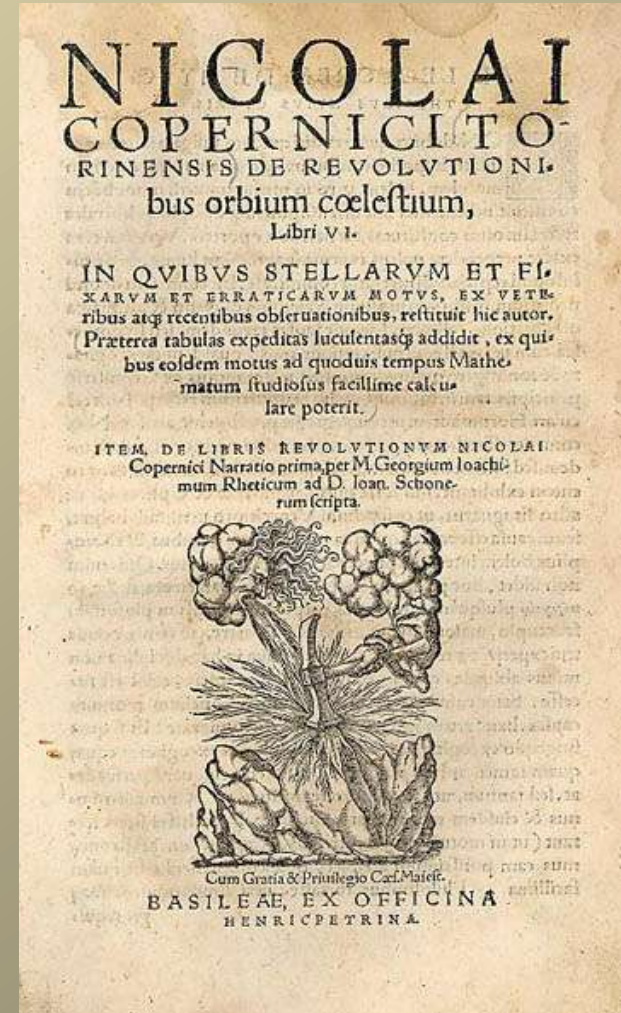 NICOLAI
COPERNICI TO-
RINENSIS DE REVOLVTIONI-
bus orbium cœleſtium,
Libri VI.
IN QVIBVS STELLARVM ET FI-
XARVM ET ERRATICARVM MOTVS, EX VETE-
ribus atq; recentibus obſeruationibus, reſtituit hic autor.
Præterea tabulas expeditas luculentasq; addidit, ex qui-
bus eoſdem motus ad quoduis tempus Mathe-
matum ſtudioſus facillime calcu-
lare poterit.
ITEM, DE LIBRIS REVOLVTIONVM NICOLAI
Copernici Narratio prima, per M. Georgium Ioachi-
mum Rheticum ad D. Ioan. Schone-
rum ſcripta.
Cum Gratia & Priuilegio Cæſ. Maieſt.
BASILEAE, EX OFFICINA
HENRICPETRINA.